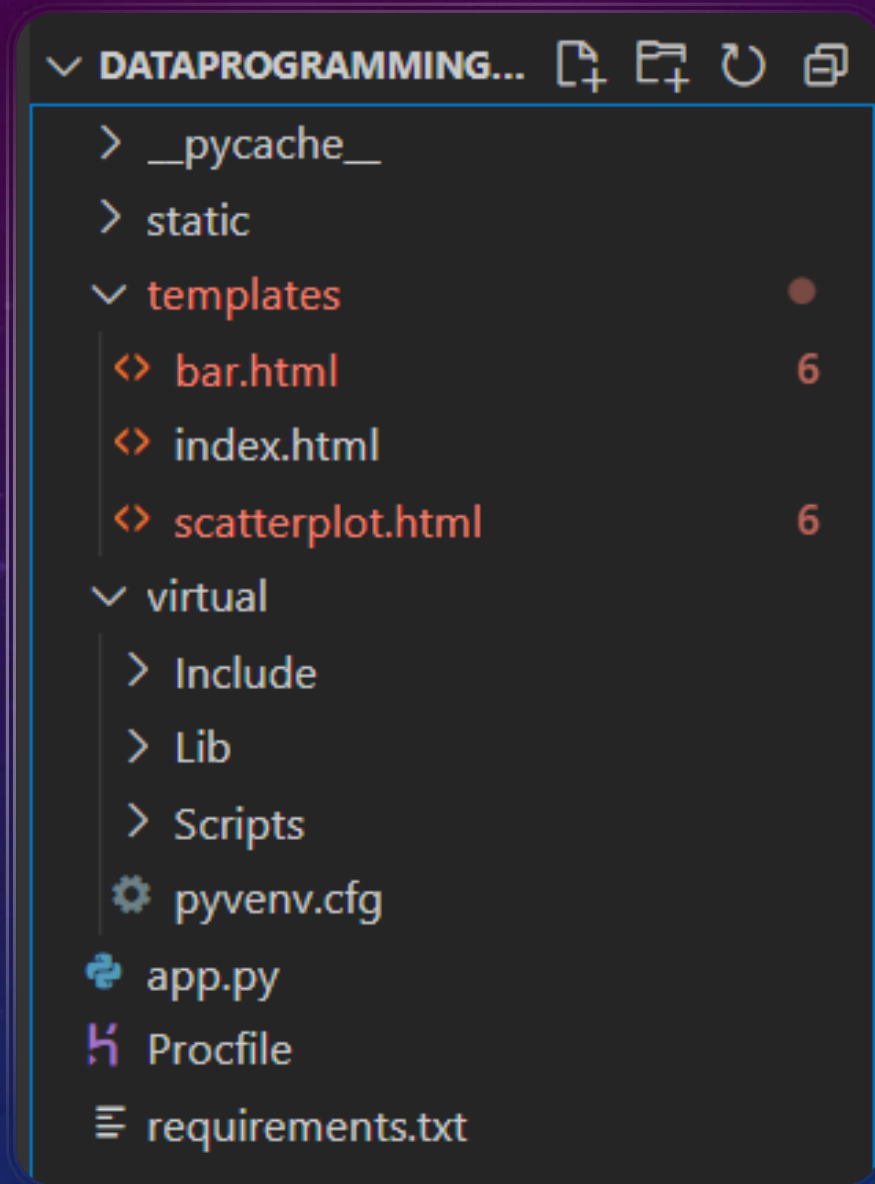 DATAPROGRAMMING...
__pycache__
static
templates
bar.html 6
index.html
scatterplot.html 6
virtual
Include
Lib
Scripts
pyvenv.cfg
app.py
Procfile
requirements.txt